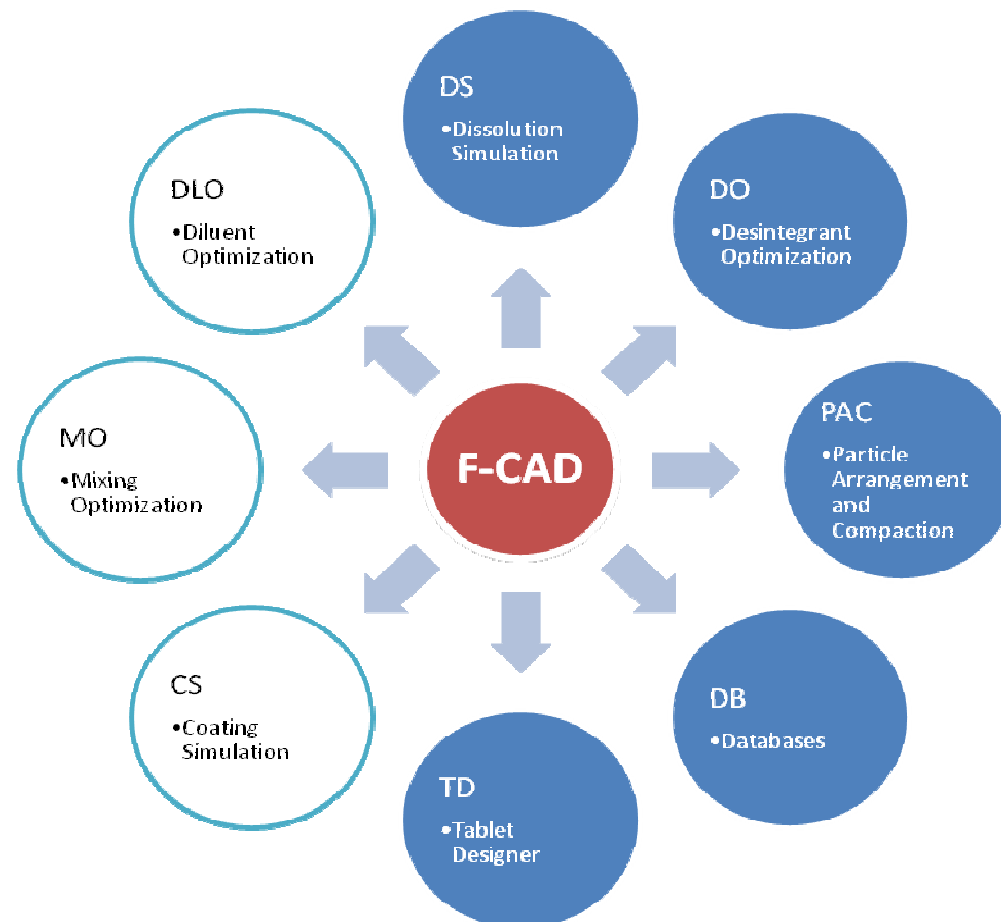 DS
•Dissolution
Simulation
DLO
•Diluent
Optimization
DO
•Desintegrant
Optimization
MO
•Mixing
Optimization
F-CAD
PAC
•Particle
Arrangement
and
Compaction
CS
•Coating
Simulation
DB
•Databases
TD
•Tablet
Designer